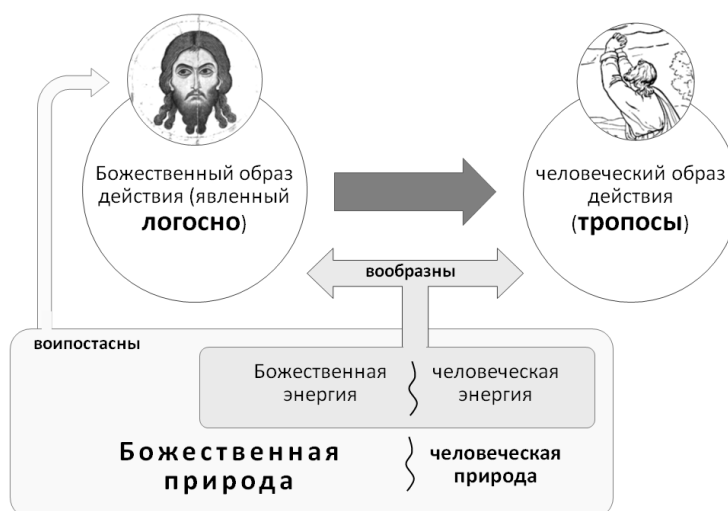 Божественный образ
действия (явленный
логосно)
человеческий образ
действия
(тропосы)
вообразны
воипостасны
Божественная
энергия
человеческая
энергия
Божественная
природа
человеческая
природа